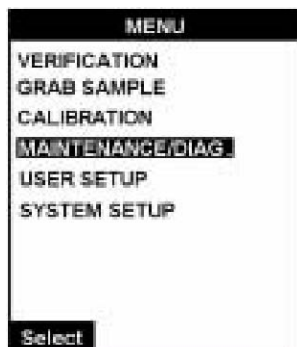 MENU
VERIFICATION
GRAB SAMPLE
CALIBRATION
MAINTENANCE/DIAG.
USER SETUP
SYSTEM SETUP
Select